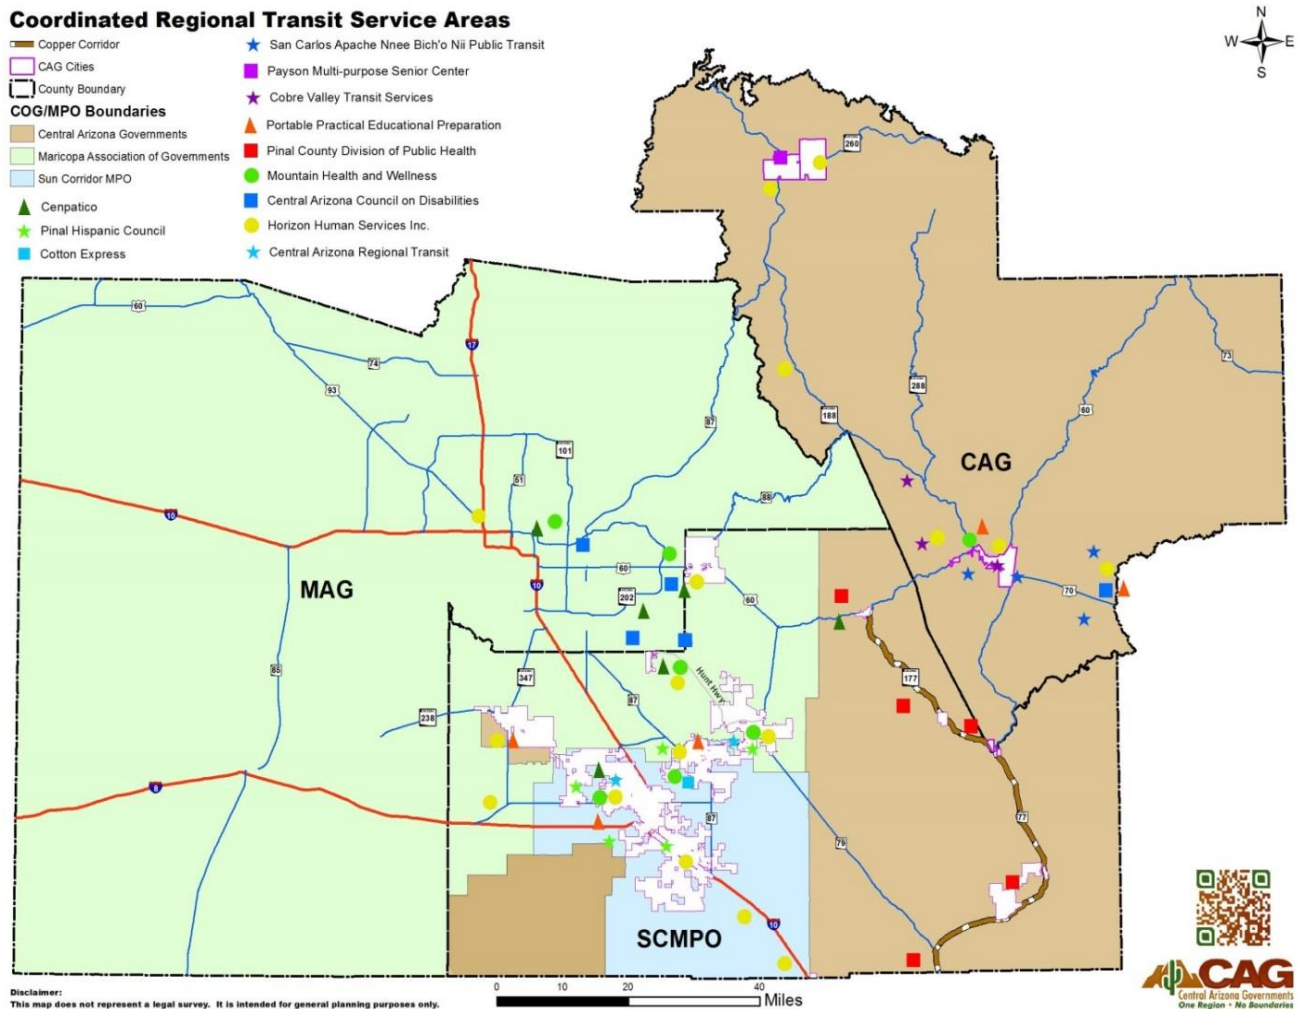 Coordinated Regional Transit Service Areas
Copper Corridor
CAG Cities
County Boundary
COG/MPO Boundaries
Central Arizona Governments
Maricopa Association of Governments
Sun Corridor MPO
Cenpatico
Pinal Hispanic Council
Cotton Express
San Carlos Apache Nnee Bich'o Nii Public Transit
Payson Multi-purpose Senior Center
Cobre Valley Transit Services
Portable Practical Educational Preparation
Pinal County Division of Public Health
Mountain Health and Wellness
Central Arizona Council on Disabilities
Horizon Human Services Inc.
Central Arizona Regional Transit
N
W E
S
260
60
17
74
73
93
288
60
188
87
101
CAG
51
88
10
60
10
MAG
202
70
60
85
347
177
Hunt Hwy
87
238
8
87
77
79
SCMPO
10
CAG
Central Arizona Governments
One Region • No Boundaries
Disclaimer:
This map does not represent a legal survey. It is intended for general planning purposes only.
0 10 20 40
Miles